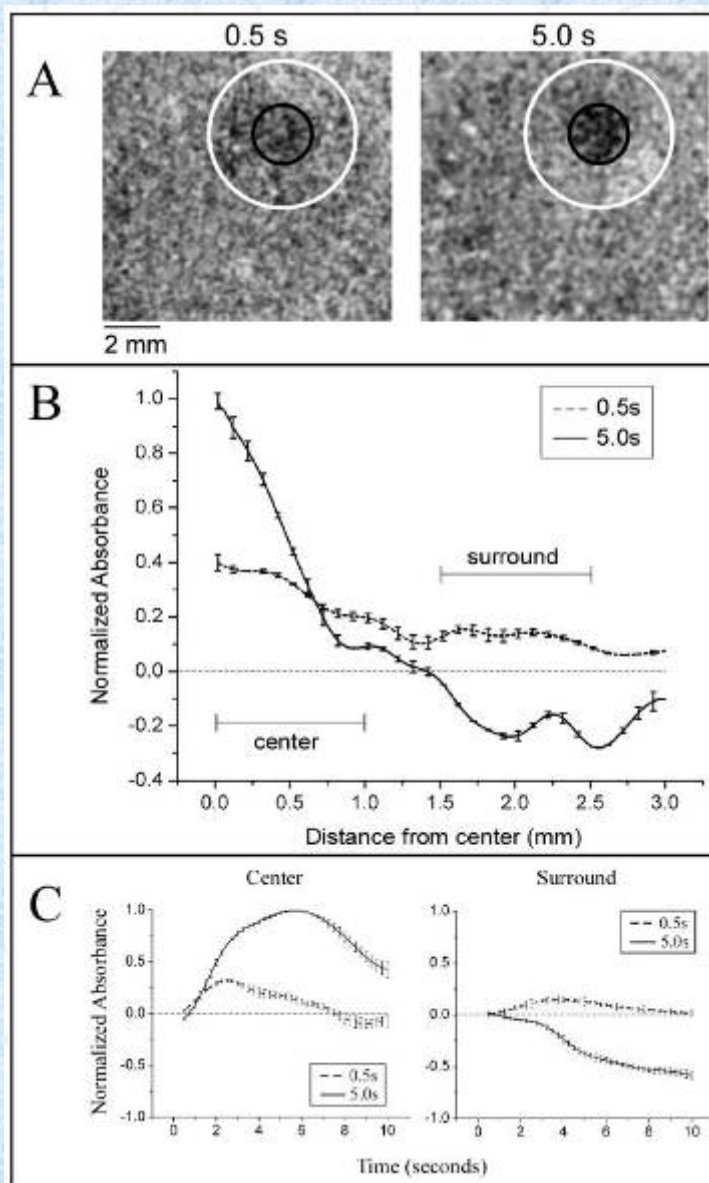 A
0.5 s
5.0 s
2 mm
B
Normalized Absorbance
1.0
0.8
0.6
0.4
0.2
0.0
-0.2
-0.4
0.5s
5.0s
surround
center
0.0 0.5 1.0 1.5 2.0 2.5 3.0
Distance from center (mm)
C
Center
Surround
Normalized Absorbance
1.0
0.5
0.0
-0.5
-1.0
0.5s
5.0s
0 2 4 6 8 10
1.0
0.5
0.0
-0.5
-1.0
0.5s
5.0s
0 2 4 6 8 10
Time (seconds)